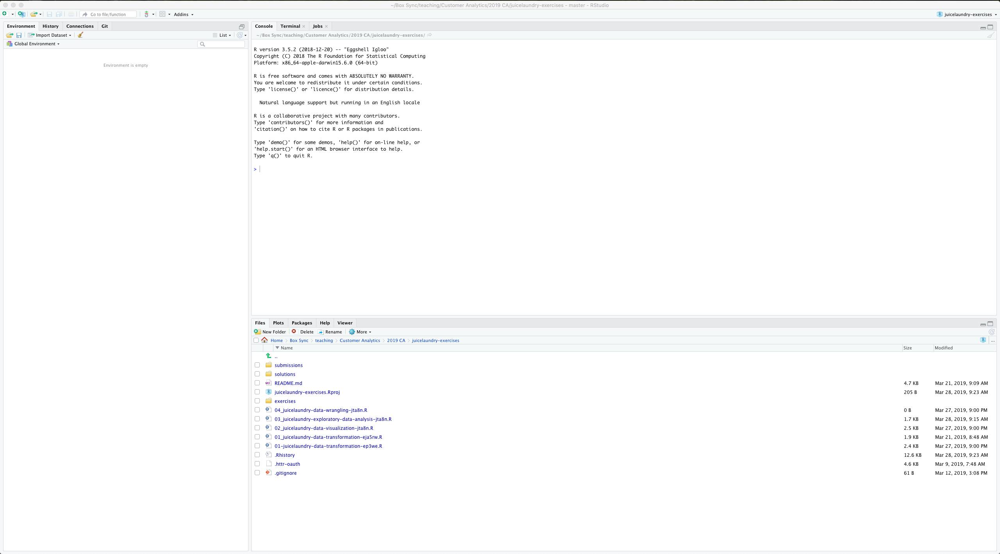 ~/Box Sync/teaching/Customer Analytics/2019 CA/juicelaundry-exercises - master - RStudio
Go to file/function
Addins
juicelaundry-exercises
Environment History Connections Git
Import Dataset List
Global Environment
Environment is empty
Console Terminal Jobs
~/Box Sync/teaching/Customer Analytics/2019 CA/juicelaundry-exercises/
R version 3.5.2 (2018-12-20) -- "Eggshell Igloo"
Copyright (C) 2018 The R Foundation for Statistical Computing
Platform: x86_64-apple-darwin15.6.0 (64-bit)
R is free software and comes with ABSOLUTELY NO WARRANTY.
You are welcome to redistribute it under certain conditions.
Type 'license()' or 'licence()' for distribution details.
Natural language support but running in an English locale
R is a collaborative project with many contributors.
Type 'contributors()' for more information and
'citation()' on how to cite R or R packages in publications.
Type 'demo()' for some demos, 'help()' for on-line help, or
'help.start()' for an HTML browser interface to help.
Type 'q()' to quit R.
>
Files Plots Packages Help Viewer
New Folder Delete Rename More
Home Box Sync teaching Customer Analytics 2019 CA juicelaundry-exercises ...
Name Size Modified
..
submissions
solutions
README.md 4.7 KB Mar 21, 2019, 9:09 AM
juicelaundry-exercises.Rproj 205 B Mar 28, 2019, 9:23 AM
exercises
04_juicelaundry-data-wrangling-jta8n.R 0 B Mar 27, 2019, 9:00 PM
03_juicelaundry-exploratory-data-analysis-jta8n.R 1.7 KB Mar 28, 2019, 9:15 AM
02_juicelaundry-data-visualization-jta8n.R 2.5 KB Mar 27, 2019, 9:00 PM
01_juicelaundry-data-transformation-eja5rw.R 1.9 KB Mar 21, 2019, 8:48 AM
01-juicelaundry-data-transformation-ep3we.R 2.4 KB Mar 27, 2019, 9:00 PM
.Rhistory 12.6 KB Mar 28, 2019, 9:23 AM
.httr-oauth 4.6 KB Mar 9, 2019, 7:48 AM
.gitignore 61 B Mar 12, 2019, 3:08 PM